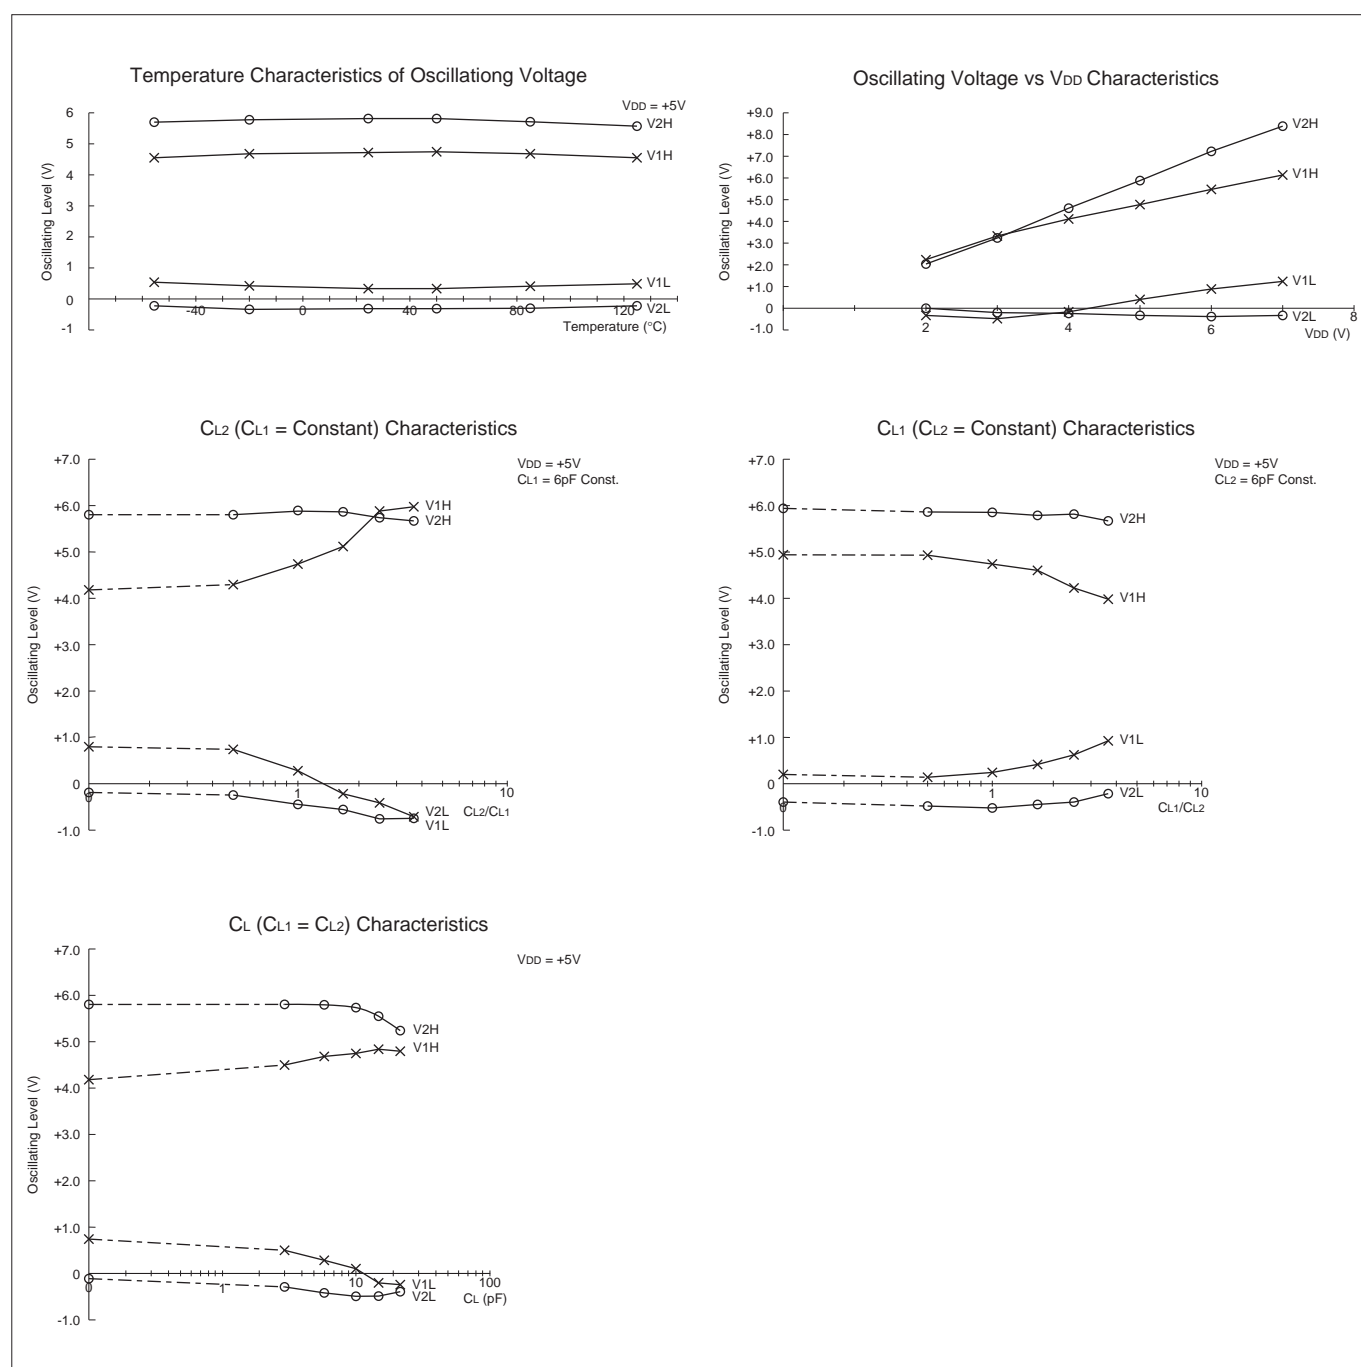 Temperature Characteristics of Oscillationg Voltage
VDD = +5V
6
5
4
3
2
1
0
-1
Oscillating Level (V)
V2H
V1H
V1L
V2L
-40
0
40
80
120
Temperature (°C)
Oscillating Voltage vs VDD Characteristics
+9.0
+8.0
+7.0
+6.0
+5.0
+4.0
+3.0
+2.0
+1.0
0
-1.0
Oscillating Level (V)
V2H
V1H
V1L
V2L
2
4
6
8
VDD (V)
CL2 (CL1 = Constant) Characteristics
VDD = +5V
CL1 = 6pF Const.
+7.0
+6.0
+5.0
+4.0
+3.0
+2.0
+1.0
0
-1.0
Oscillating Level (V)
V1H
V2H
V2L
V1L
0
1
10
CL2/CL1
CL1 (CL2 = Constant) Characteristics
VDD = +5V
CL2 = 6pF Const.
+7.0
+6.0
+5.0
+4.0
+3.0
+2.0
+1.0
0
-1.0
Oscillating Level (V)
V2H
V1H
V1L
V2L
0
1
10
CL1/CL2
CL (CL1 = CL2) Characteristics
VDD = +5V
+7.0
+6.0
+5.0
+4.0
+3.0
+2.0
+1.0
0
-1.0
Oscillating Level (V)
V2H
V1H
V1L
V2L
0
1
10
100
CL (pF)